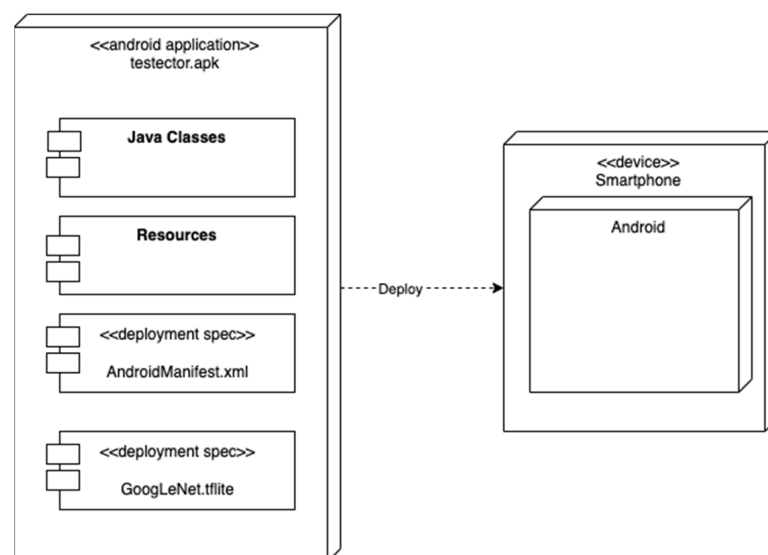 <<android application>>
testector.apk
Java Classes
Resources
<<deployment spec>>
AndroidManifest.xml
<<deployment spec>>
GoogLeNet.tflite
Deploy
<<device>>
Smartphone
Android